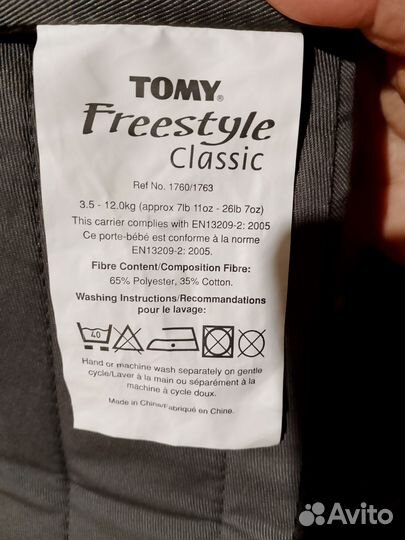 TOMY®
Freestyle
Classic
Ref No. 1760/1763
3.5 - 12.0kg (approx 7lb 11oz - 26lb 7oz)
This carrier complies with EN13209-2: 2005
Ce porte-bébé est conforme à la norme
EN13209-2: 2005.
Fibre Content/Composition Fibre:
65% Polyester, 35% Cotton.
Washing Instructions/Recommandations
pour le lavage:
40
Hand or machine wash separately on gentle
cycle/Laver à la main ou séparément à la
machine à cycle doux.
Made in China/Fabriqué en Chine.
Avito